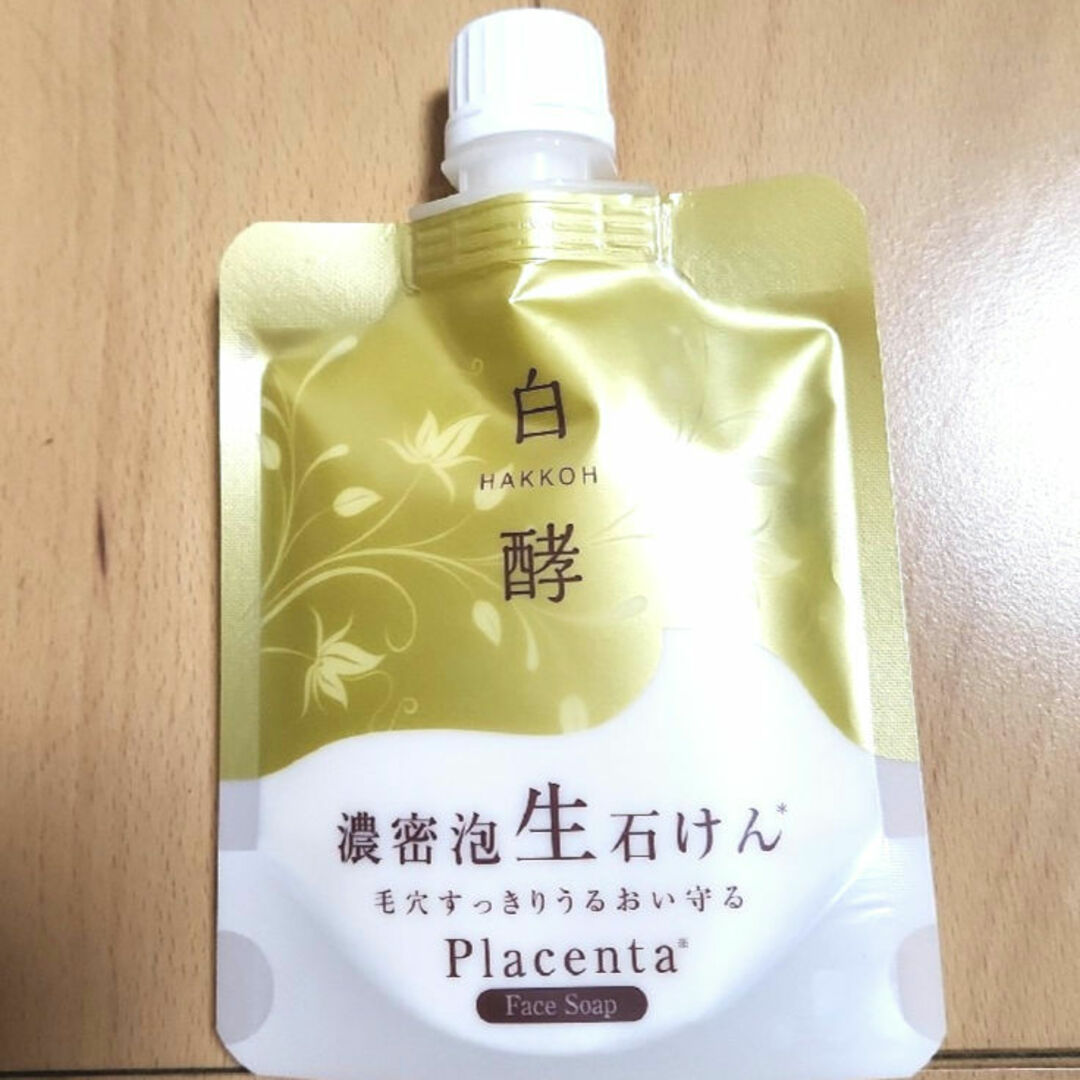 白
HAKKOH
酵
濃密泡生石けん*
毛穴すっきりうるおい守る
Placenta※
Face Soap